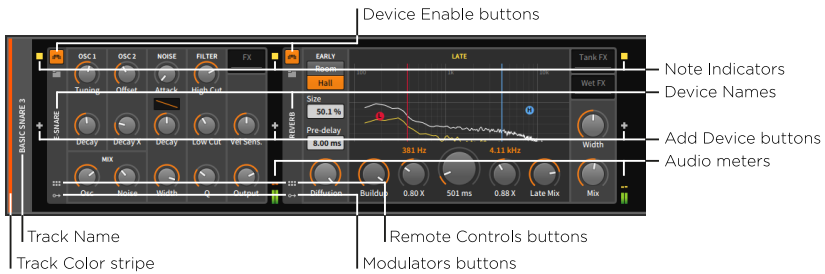 Device Enable buttons
OSC 1 OSC 2 NOISE FILTER FX
Tuning Offset Attack High Cut
Decay Decay X Decay Low Cut Vel Sens.
MIX
Osc Noise Width Q Output
BASIC SNARE 3
E-SNARE
REVERB
EARLY LATE Tank FX
Room 100 1k 10k
Hall Wet FX
Size
50.1 %
L H
Pre-delay
8.00 ms
Width
381 Hz 4.11 kHz
Diffusion Buildup 0.80 X 501 ms 0.88 X Late Mix Mix
Note Indicators
Device Names
Add Device buttons
Audio meters
Track Name
Remote Controls buttons
Track Color stripe
Modulators buttons